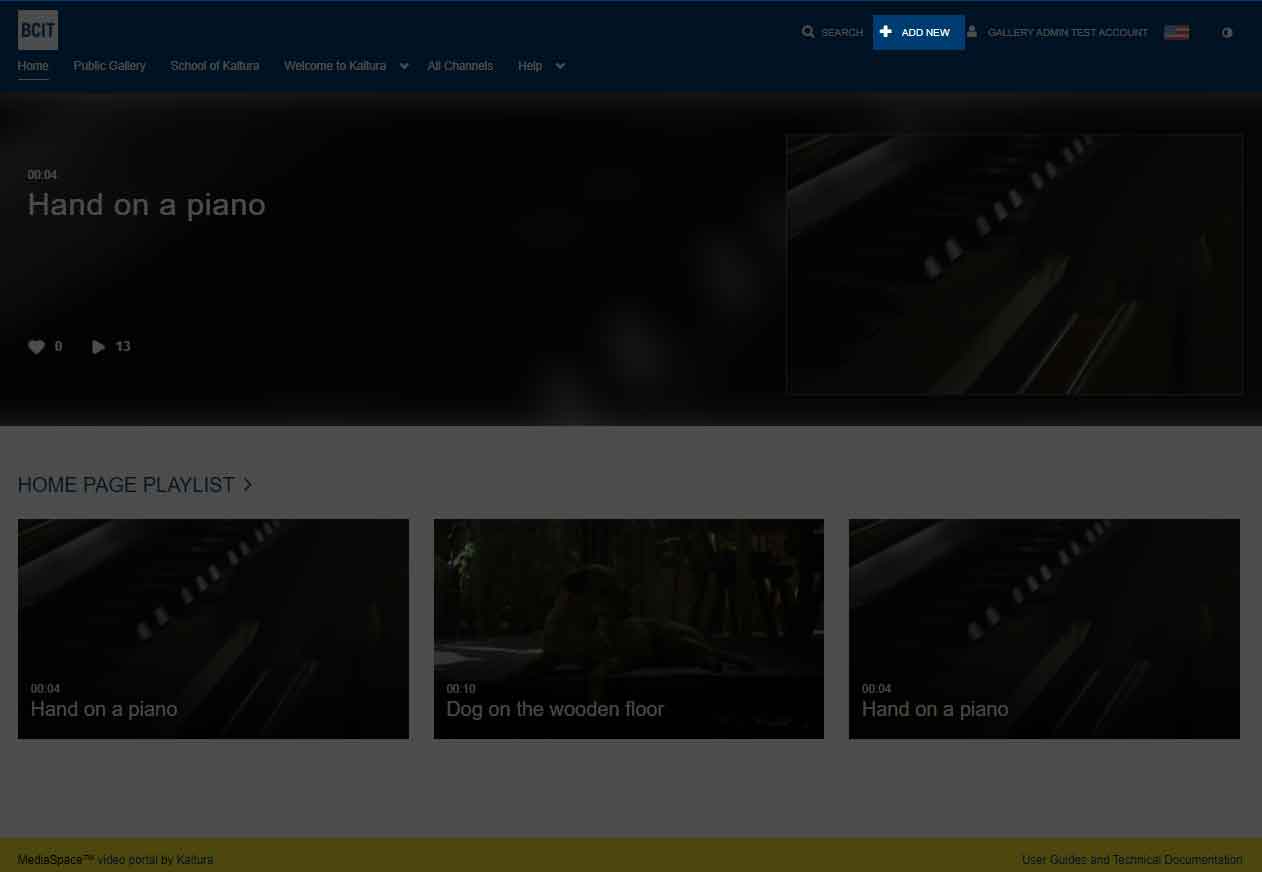 BCIT
SEARCH
ADD NEW
GALLERY ADMIN TEST ACCOUNT
Home
Public Gallery
School of Kaltura
Welcome to Kaltura
All Channels
Help
00:04
Hand on a piano
0
13
HOME PAGE PLAYLIST
00:04
Hand on a piano
00:10
Dog on the wooden floor
00:04
Hand on a piano
MediaSpace™ video portal by Kaltura
User Guides and Technical Documentation